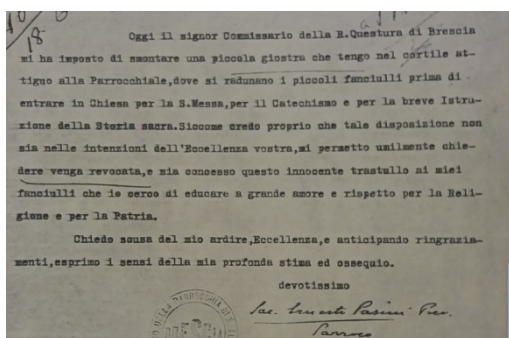 18
Oggi il signor Commissario della R.Questura di Brescia
mi ha imposto di smontare una piccola giostra che tengo nel cortile at-
tiguo alla Parrocchiale,dove si radunano i piccoli fanciulli prima di
entrare in Chiesa per la S.Messa,per il Catechismo e per la breve Istru-
zione della Storia sacra.Siccome credo proprio che tale disposizione non
sia nelle intenzioni dell'Eccellenza vostra,mi permetto umilmente chie-
dere venga revocata,e mia concesso questo innocente trastullo ai miei
fanciulli che io cerco di educare a grande amore e rispetto per la Reli-
gione e per la Patria.
Chiedo scusa del mio ardire,Eccellenza,e anticipando ringrazia-
menti,esprimo i sensi della mia profonda stima ed ossequio.
devotissimo
Sac. Ernesto Pasini
Parroco